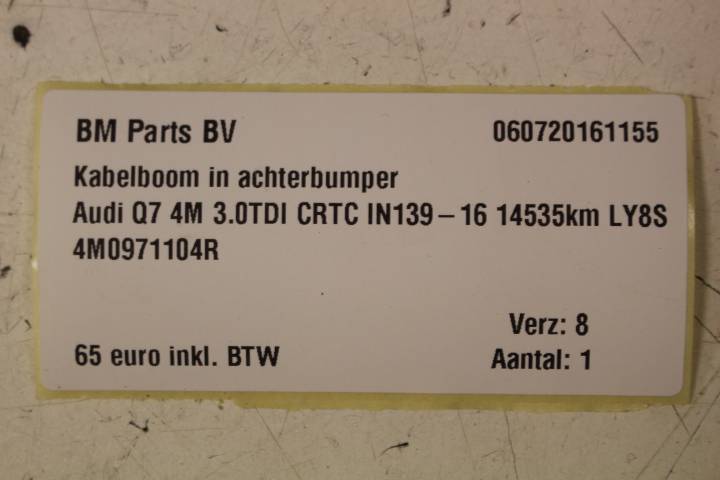 BM Parts BV 060720161155
Kabelboom in achterbumper
Audi Q7 4M 3.0TDI CRTC IN139-16 14535km LY8S
4M0971104R
Verz: 8
65 euro inkl. BTW Aantal: 1